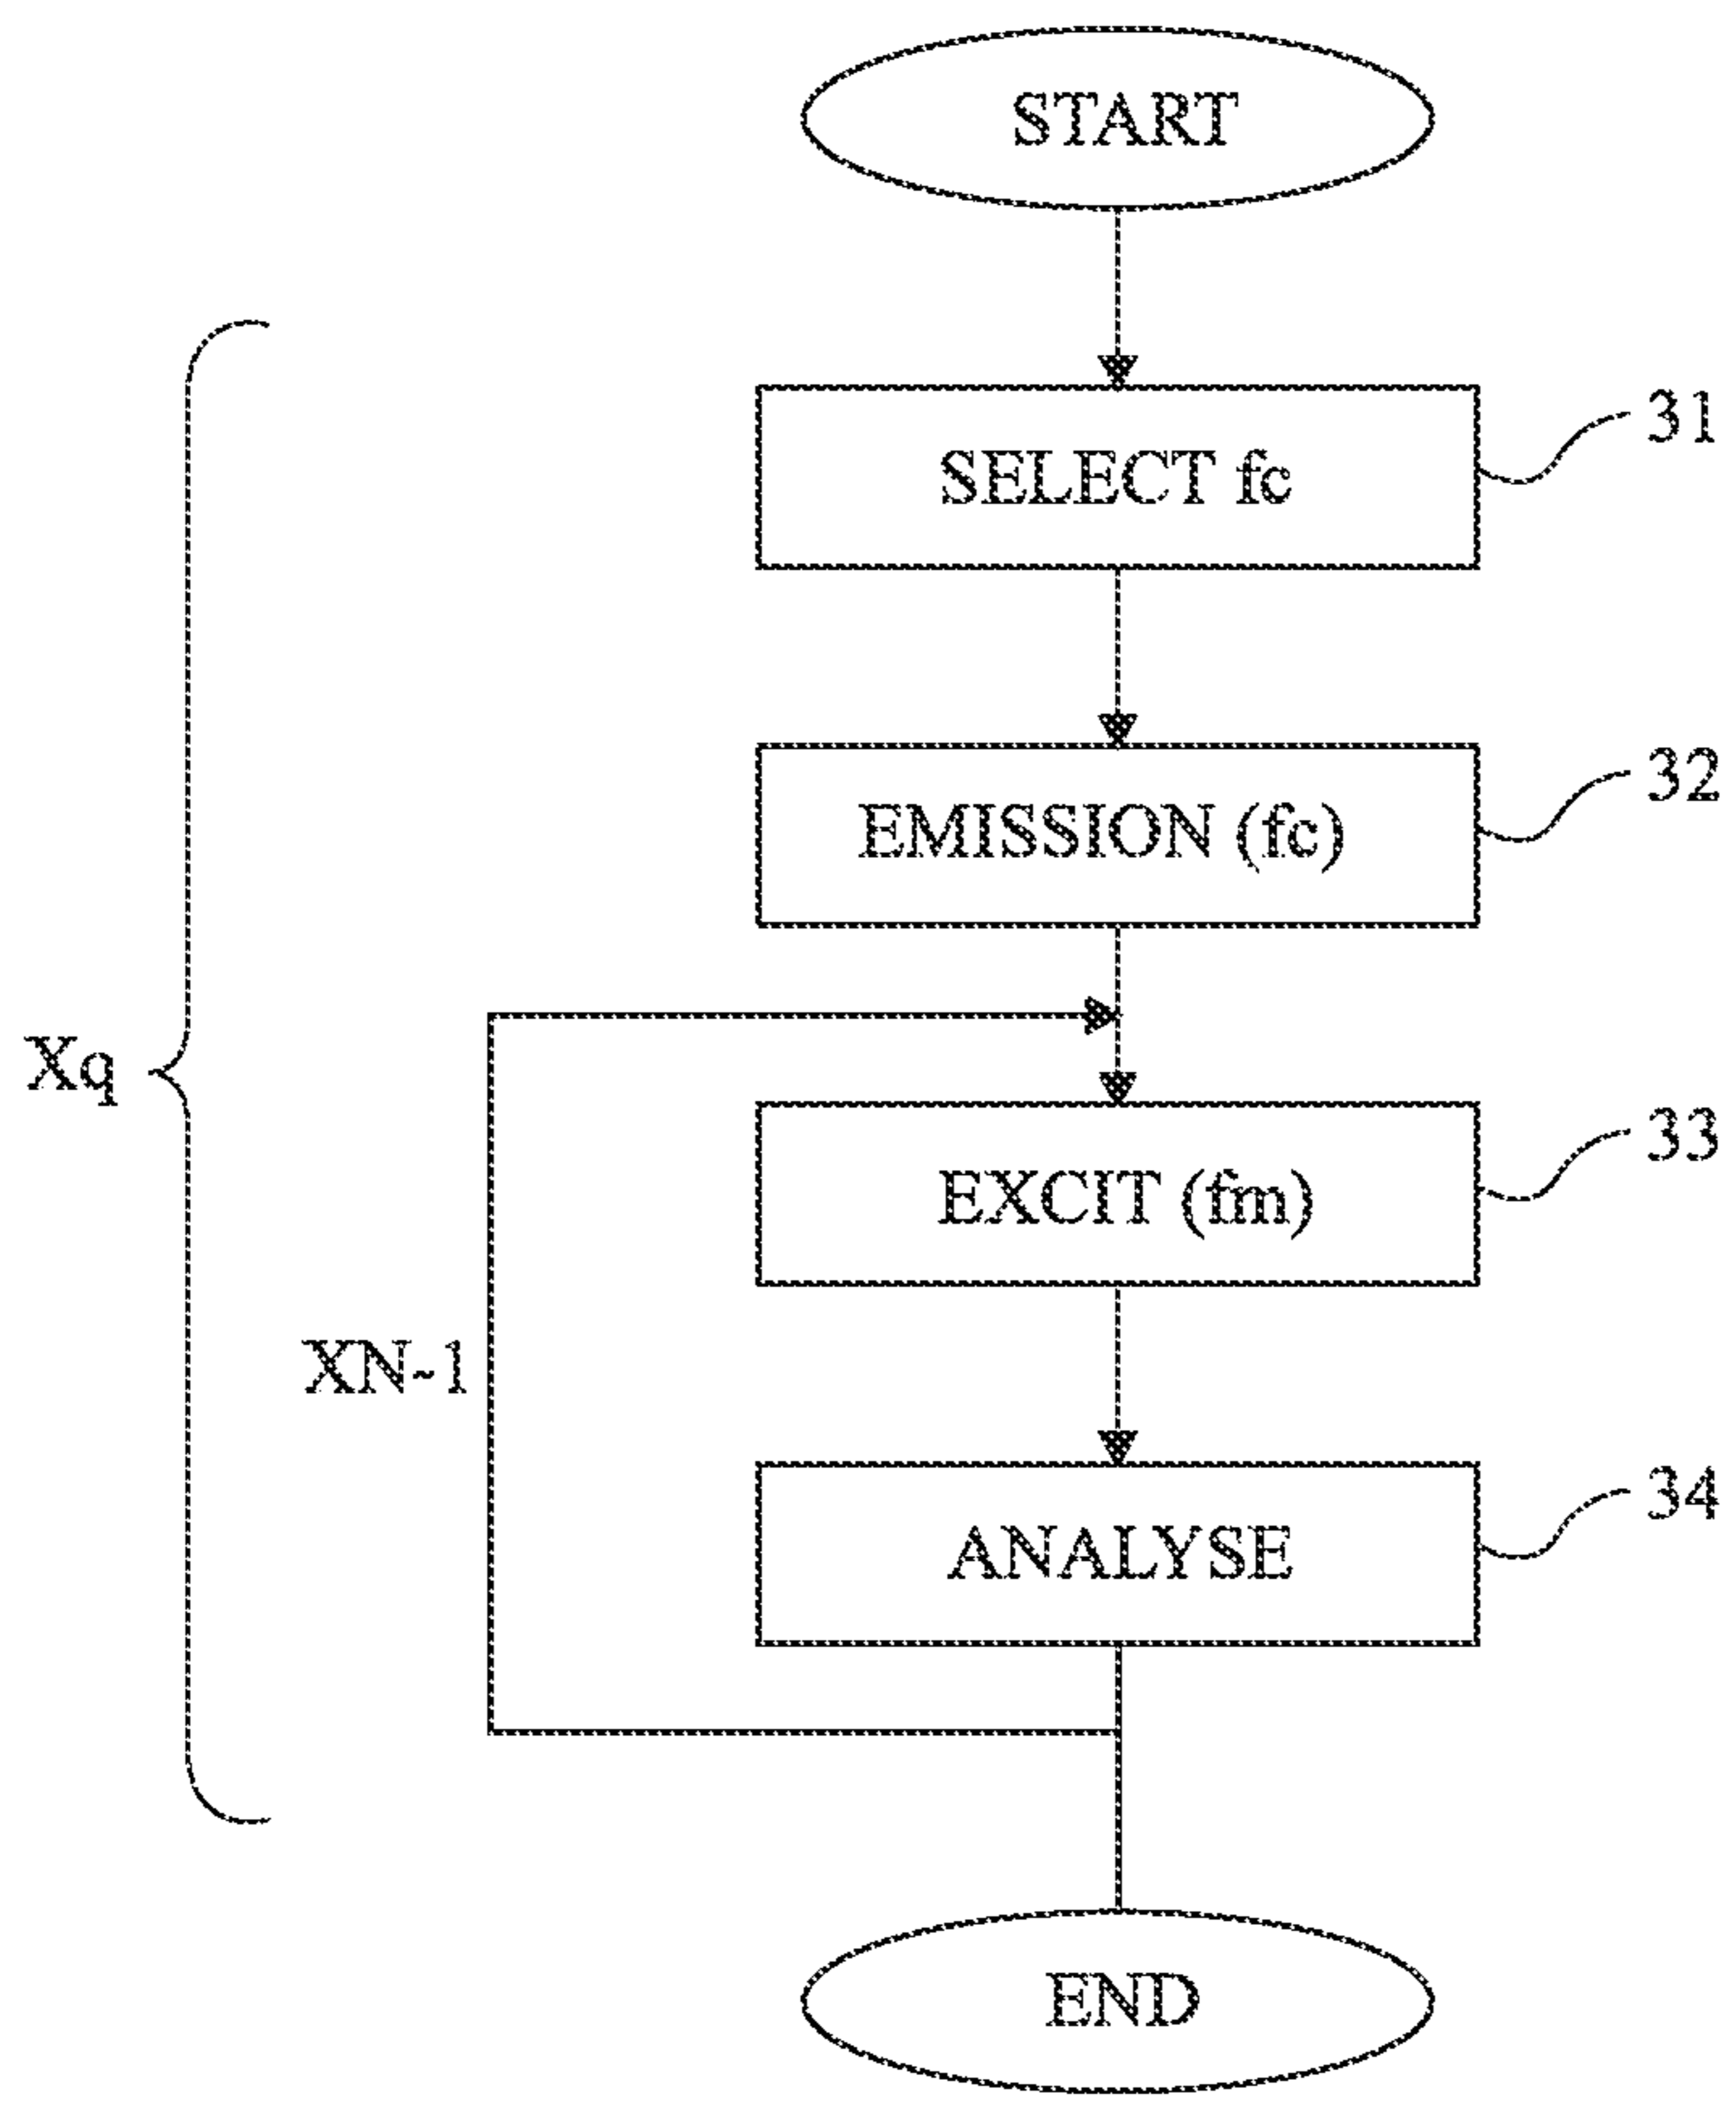 START
31
SELECT fc
32
EMISSION (fc)
Xq
33
EXCIT (fm)
XN-1
34
ANALYSE
END